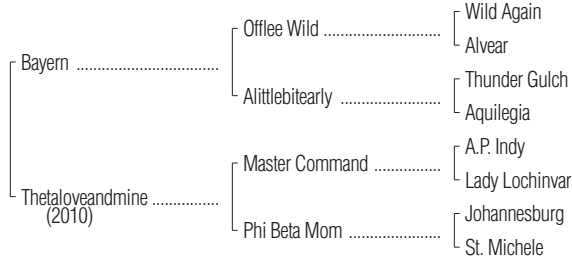 Wild Again
Offlee Wild
Alvear
Bayern
Thunder Gulch
Alittlebitearly
Aquilegia
A.P. Indy
Master Command
Lady Lochinvar
Thetaloveandmine
(2010)
Johannesburg
Phi Beta Mom
St. Michele